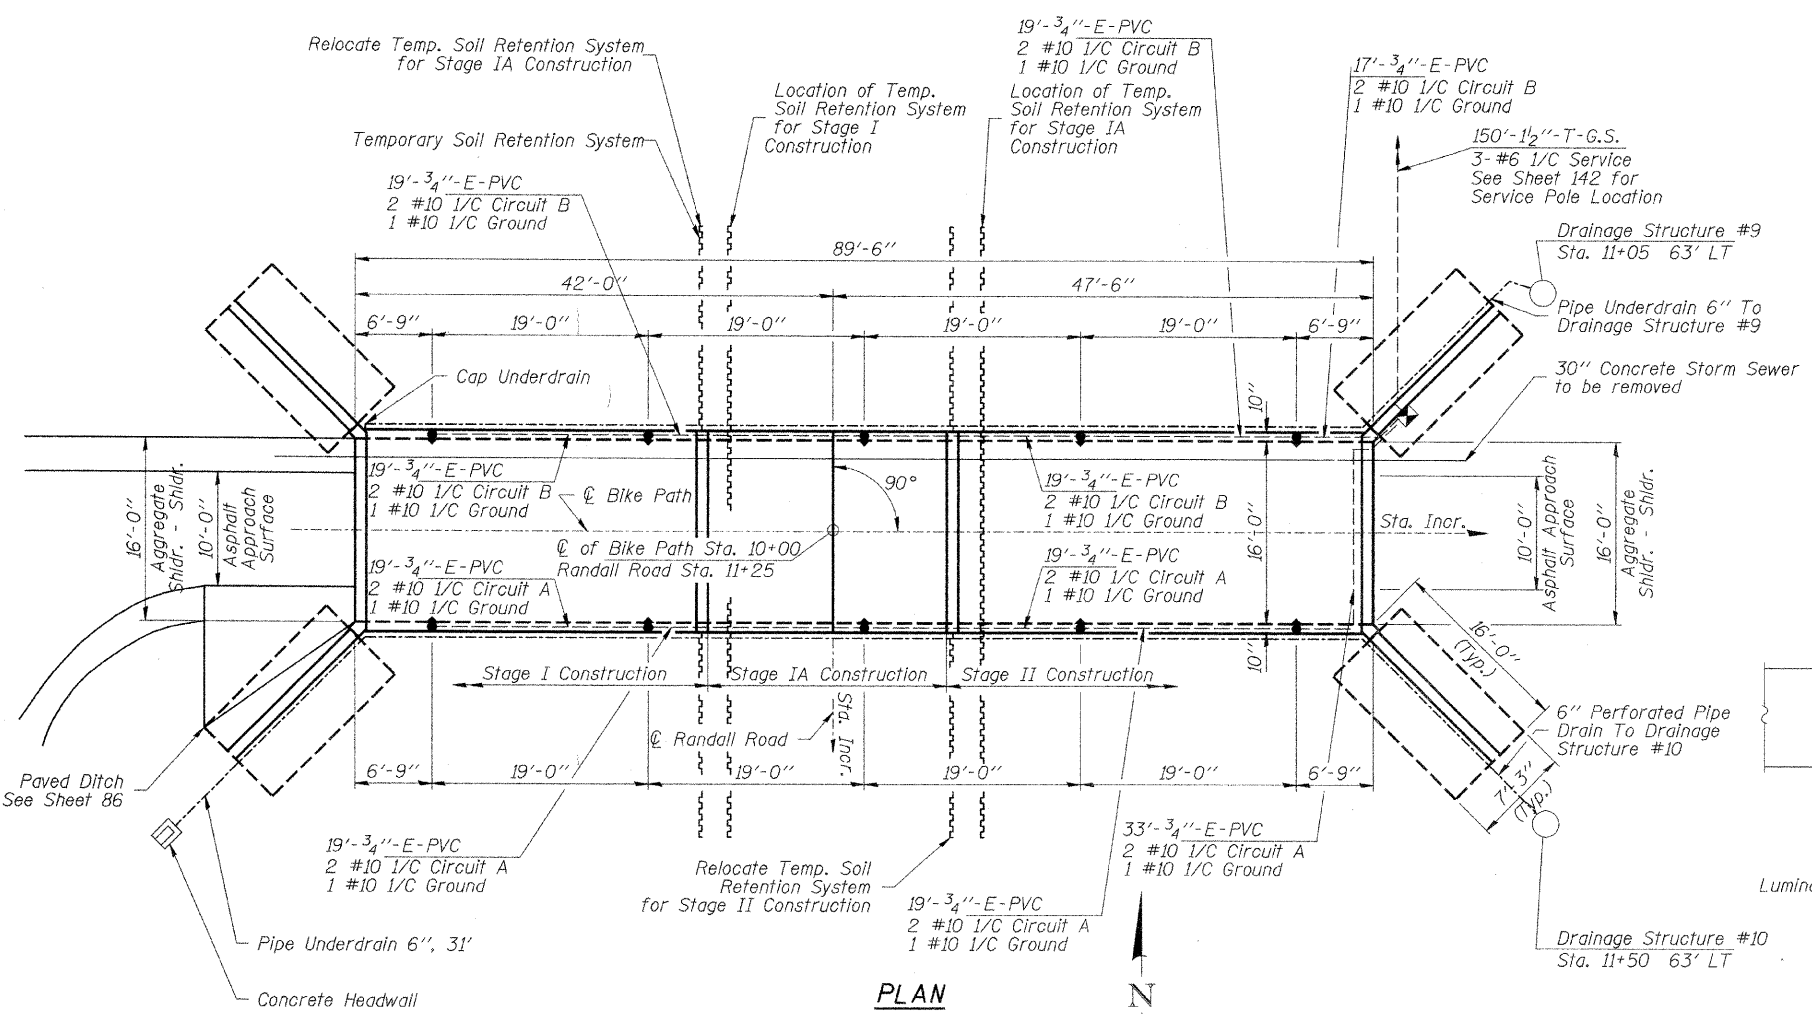 Relocate Temp. Soil Retention System
for Stage IA Construction
Temporary Soil Retention System
19'-3/4"-E-PVC
2 #10 1/C Circuit B
1 #10 1/C Ground
Location of Temp.
Soil Retention System
for Stage I
Construction
19'-3/4"-E-PVC
2 #10 1/C Circuit B
1 #10 1/C Ground
Location of Temp.
Soil Retention System
for Stage IA
Construction
17'-3/4"-E-PVC
2 #10 1/C Circuit B
1 #10 1/C Ground
150'-1½"-T-G.S.
3-#6 1/C Service
See Sheet 142 for
Service Pole Location
Drainage Structure #9
Sta. 11+05 63' LT
Pipe Underdrain 6" To
Drainage Structure #9
30" Concrete Storm Sewer
to be removed
89'-6"
42'-0"
47'-6"
6'-9"
19'-0"
19'-0"
19'-0"
19'-0"
6'-9"
Cap Underdrain
10"
16'-0"
Aggregate
Shldr. - Shldr.
10'-0"
Asphalt
Approach
Surface
19'-3/4"-E-PVC
2 #10 1/C Circuit B
1 #10 1/C Ground
℄ Bike Path
90°
19'-3/4"-E-PVC
2 #10 1/C Circuit B
1 #10 1/C Ground
16'-0"
Sta. Incr.
10'-0"
Asphalt Approach
Surface
16'-0"
Aggregate
Shldr. - Shldr.
℄ of Bike Path Sta. 10+00
Randall Road Sta. 11+25
19'-3/4"-E-PVC
2 #10 1/C Circuit A
1 #10 1/C Ground
19'-3/4"-E-PVC
2 #10 1/C Circuit A
1 #10 1/C Ground
10"
16'-0"
(Typ.)
Stage I Construction
Stage IA Construction
Stage II Construction
℄ Randall Road
Sta. Incr.
6" Perforated Pipe
Drain To Drainage
Structure #10
7'-3"
(Typ.)
6'-9"
19'-0"
19'-0"
19'-0"
19'-0"
6'-9"
Paved Ditch
See Sheet 86
19'-3/4"-E-PVC
2 #10 1/C Circuit A
1 #10 1/C Ground
Relocate Temp. Soil
Retention System
for Stage II Construction
19'-3/4"-E-PVC
2 #10 1/C Circuit A
1 #10 1/C Ground
33'-3/4"-E-PVC
2 #10 1/C Circuit A
1 #10 1/C Ground
Pipe Underdrain 6", 31'
Concrete Headwall
Drainage Structure #10
Sta. 11+50 63' LT
PLAN
N